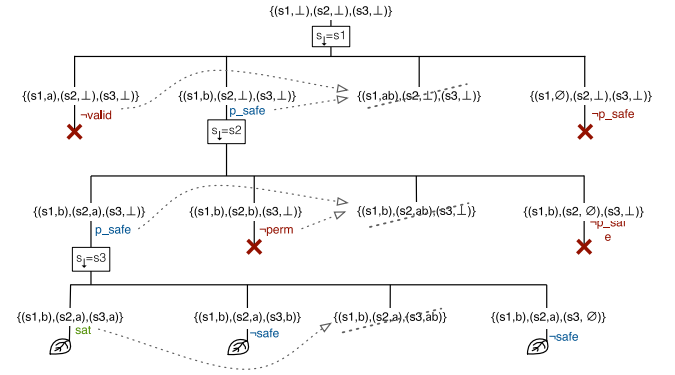 {(s1,⊥),(s2,⊥),(s3,⊥)}
s↓=s1
{(s1,a),(s2,⊥),(s3,⊥)} {(s1,b),(s2,⊥),(s3,⊥)} {(s1,ab),(s2,⊥),(s3,⊥)} {(s1,∅),(s2,⊥),(s3,⊥)}
¬valid p_safe ¬p_safe
s↓=s2
{(s1,b),(s2,a),(s3,⊥)} {(s1,b),(s2,b),(s3,⊥)} {(s1,b),(s2,ab),(s3,⊥)} {(s1,b),(s2, ∅),(s3,⊥)}
p_safe ¬perm ¬p_saf
e
s↓=s3
{(s1,b),(s2,a),(s3,a)} {(s1,b),(s2,a),(s3,b)} {(s1,b),(s2,a),(s3,ab)} {(s1,b),(s2,a),(s3, ∅)}
sat ¬safe ¬safe